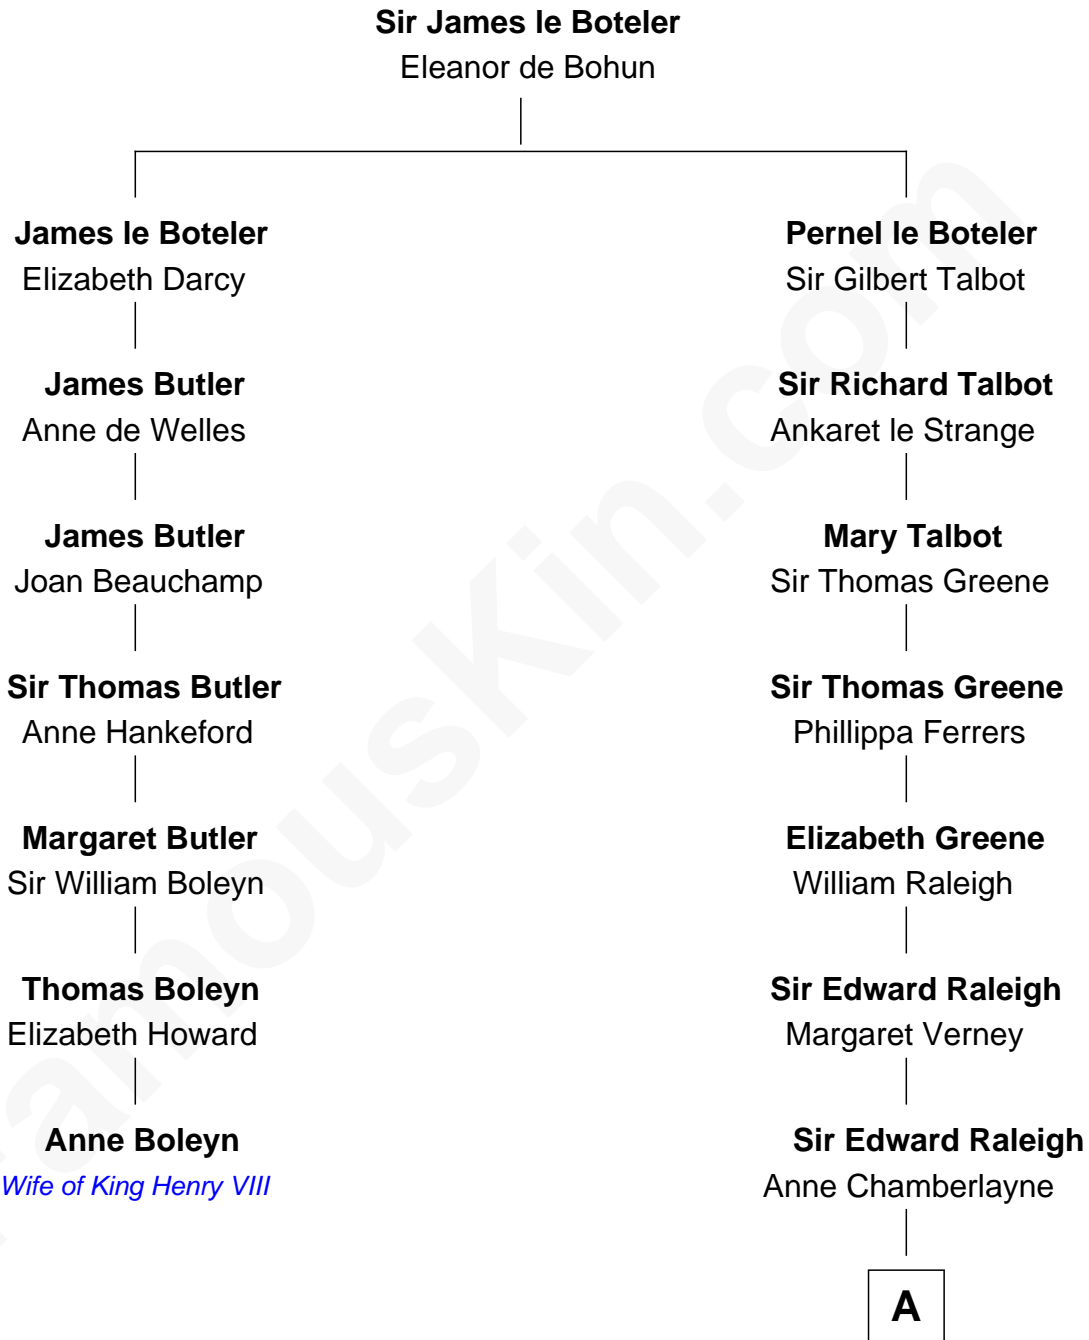 Sir James le Boteler
Eleanor de Bohun
James le Boteler
Elizabeth Darcy
James Butler
Anne de Welles
James Butler
Joan Beauchamp
Sir Thomas Butler
Anne Hankeford
Margaret Butler
Sir William Boleyn
Thomas Boleyn
Elizabeth Howard
Anne Boleyn
Wife of King Henry VIII
Pernel le Boteler
Sir Gilbert Talbot
Sir Richard Talbot
Ankaret le Strange
Mary Talbot
Sir Thomas Greene
Sir Thomas Greene
Phillippa Ferrers
Elizabeth Greene
William Raleigh
Sir Edward Raleigh
Margaret Verney
Sir Edward Raleigh
Anne Chamberlayne
A
FamousKin.com